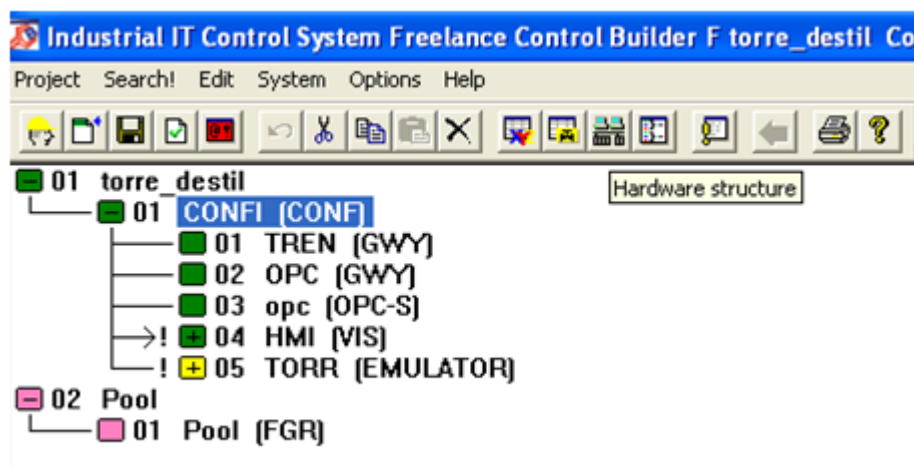 Industrial IT Control System Freelance Control Builder F torre_destil Co
Project Search! Edit System Options Help
Hardware structure
01 torre_destil
01 CONFI (CONF)
01 TREN (GWY)
02 OPC (GWY)
03 opc (OPC-S)
! 04 HMI (VIS)
! 05 TORR (EMULATOR)
02 Pool
01 Pool (FGR)